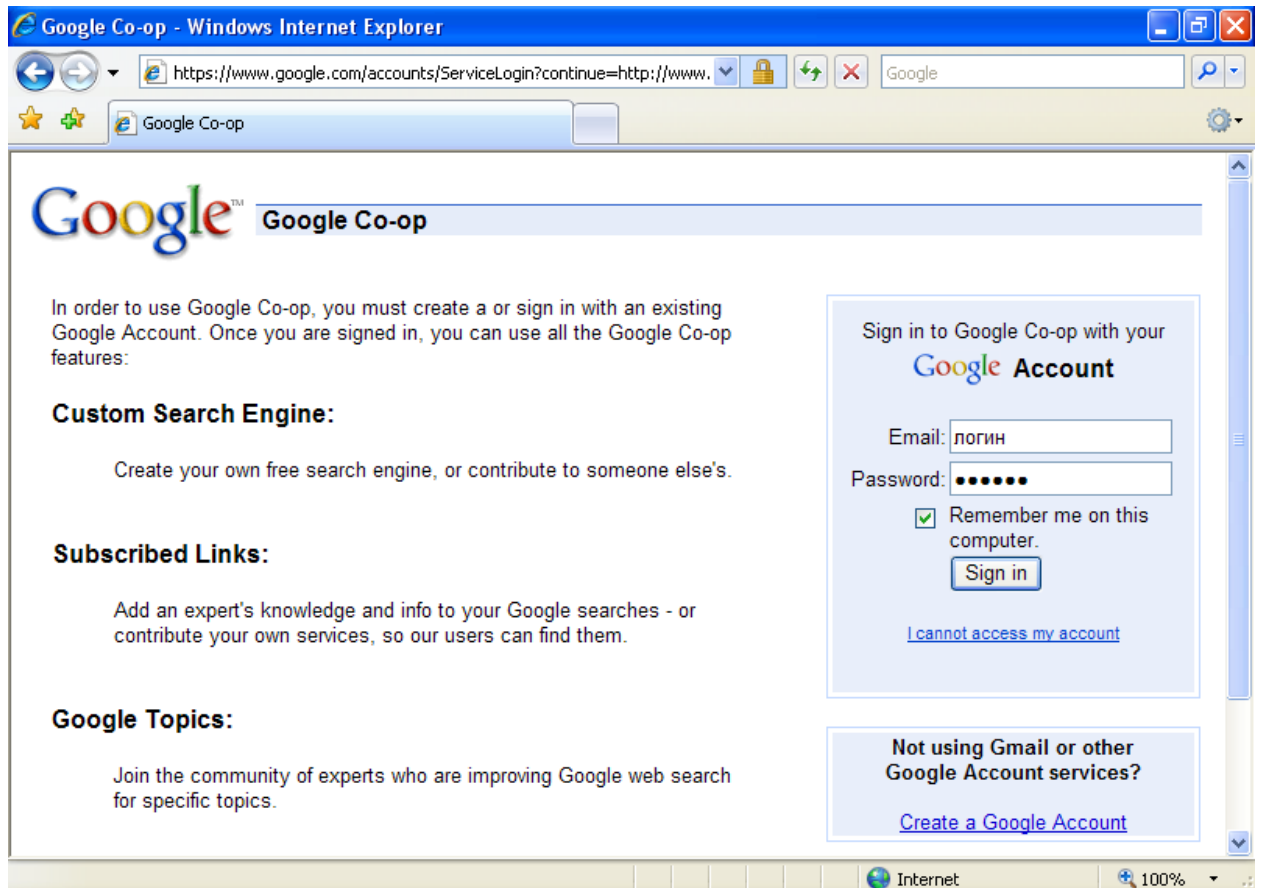 Google Co-op - Windows Internet Explorer
https://www.google.com/accounts/ServiceLogin?continue=http://www.
Google
Google Co-op
Google™
Google Co-op
In order to use Google Co-op, you must create a or sign in with an existing
Google Account. Once you are signed in, you can use all the Google Co-op
features:
Custom Search Engine:
Create your own free search engine, or contribute to someone else's.
Subscribed Links:
Add an expert's knowledge and info to your Google searches - or
contribute your own services, so our users can find them.
Google Topics:
Join the community of experts who are improving Google web search
for specific topics.
Sign in to Google Co-op with your
Google Account
Email: логин
Password: ●●●●●●
Remember me on this
computer.
Sign in
I cannot access my account
Not using Gmail or other
Google Account services?
Create a Google Account
Internet
100%